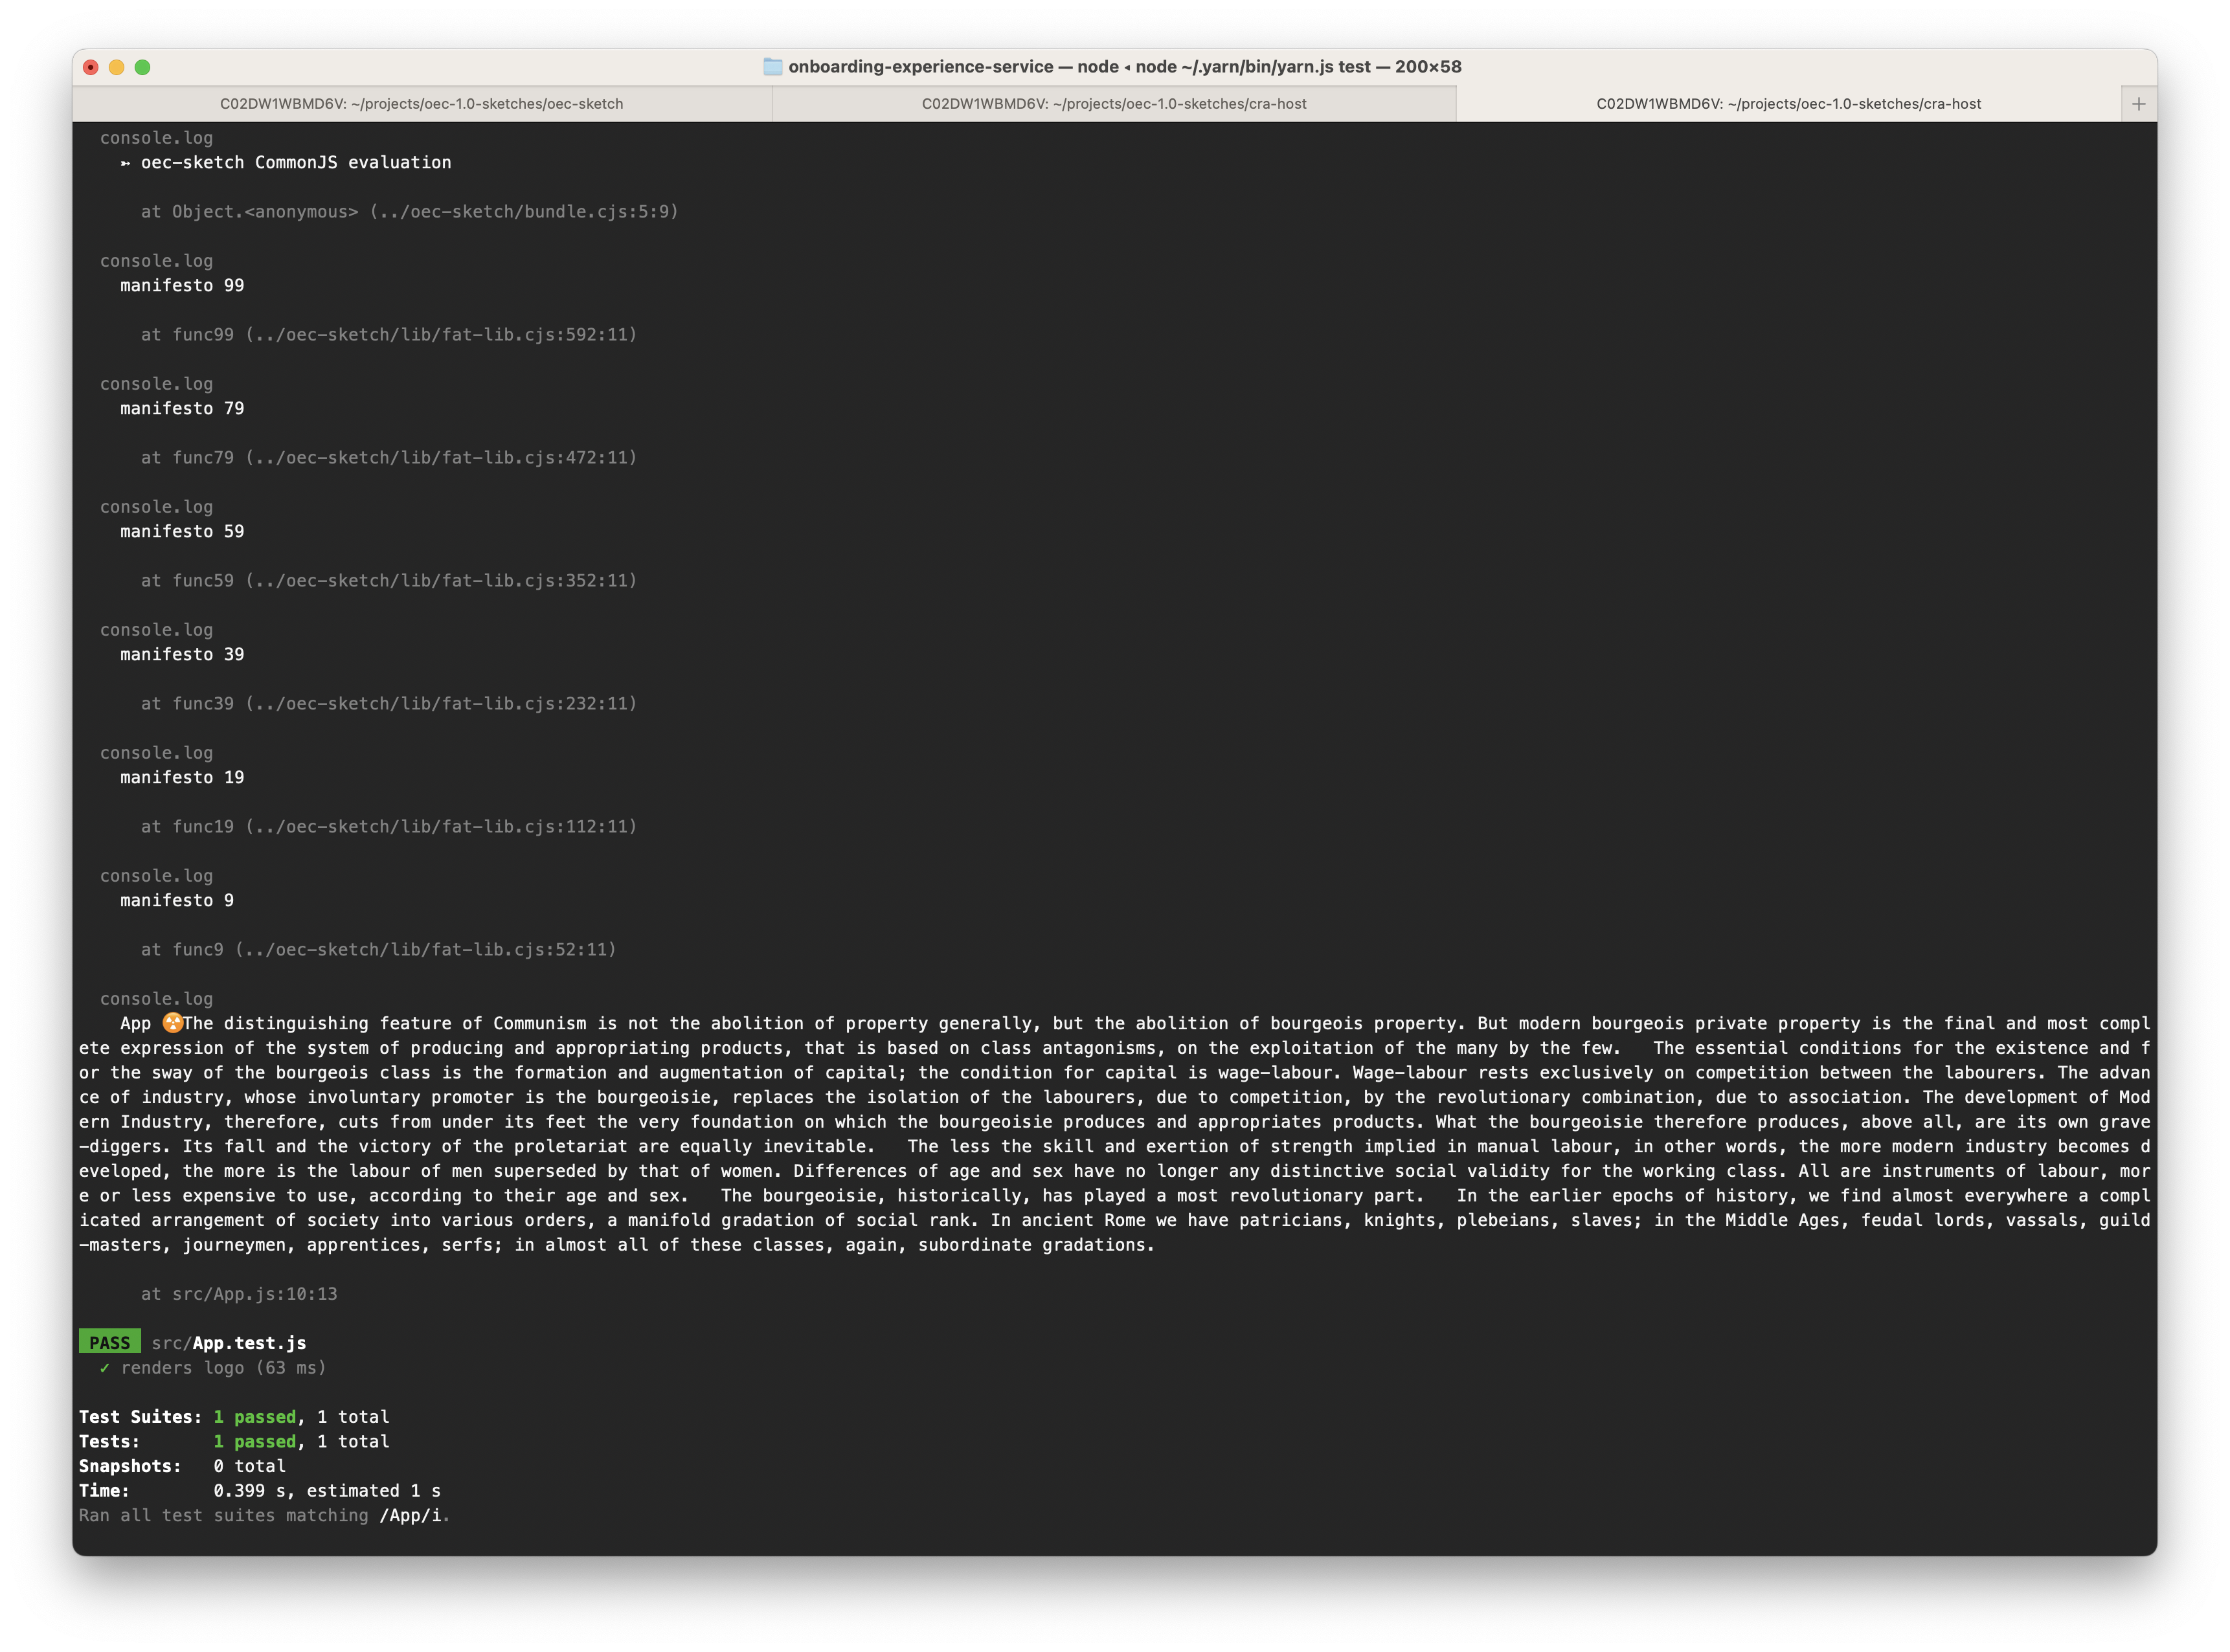 onboarding-experience-service — node ◂ node ~/.yarn/bin/yarn.js test — 200×58
C02DW1WBMD6V: ~/projects/oec-1.0-sketches/oec-sketch
C02DW1WBMD6V: ~/projects/oec-1.0-sketches/cra-host
C02DW1WBMD6V: ~/projects/oec-1.0-sketches/cra-host
+
console.log
➳ oec-sketch CommonJS evaluation
at Object.<anonymous> (../oec-sketch/bundle.cjs:5:9)
console.log
manifesto 99
at func99 (../oec-sketch/lib/fat-lib.cjs:592:11)
console.log
manifesto 79
at func79 (../oec-sketch/lib/fat-lib.cjs:472:11)
console.log
manifesto 59
at func59 (../oec-sketch/lib/fat-lib.cjs:352:11)
console.log
manifesto 39
at func39 (../oec-sketch/lib/fat-lib.cjs:232:11)
console.log
manifesto 19
at func19 (../oec-sketch/lib/fat-lib.cjs:112:11)
console.log
manifesto 9
at func9 (../oec-sketch/lib/fat-lib.cjs:52:11)
console.log
App ☢️The distinguishing feature of Communism is not the abolition of property generally, but the abolition of bourgeois property. But modern bourgeois private property is the final and most compl
ete expression of the system of producing and appropriating products, that is based on class antagonisms, on the exploitation of the many by the few.   The essential conditions for the existence and f
or the sway of the bourgeois class is the formation and augmentation of capital; the condition for capital is wage-labour. Wage-labour rests exclusively on competition between the labourers. The advan
ce of industry, whose involuntary promoter is the bourgeoisie, replaces the isolation of the labourers, due to competition, by the revolutionary combination, due to association. The development of Mod
ern Industry, therefore, cuts from under its feet the very foundation on which the bourgeoisie produces and appropriates products. What the bourgeoisie therefore produces, above all, are its own grave
-diggers. Its fall and the victory of the proletariat are equally inevitable.   The less the skill and exertion of strength implied in manual labour, in other words, the more modern industry becomes d
eveloped, the more is the labour of men superseded by that of women. Differences of age and sex have no longer any distinctive social validity for the working class. All are instruments of labour, mor
e or less expensive to use, according to their age and sex.   The bourgeoisie, historically, has played a most revolutionary part.   In the earlier epochs of history, we find almost everywhere a compl
icated arrangement of society into various orders, a manifold gradation of social rank. In ancient Rome we have patricians, knights, plebeians, slaves; in the Middle Ages, feudal lords, vassals, guild
-masters, journeymen, apprentices, serfs; in almost all of these classes, again, subordinate gradations.
at src/App.js:10:13
PASS src/App.test.js
✓ renders logo (63 ms)
Test Suites: 1 passed, 1 total
Tests:       1 passed, 1 total
Snapshots:   0 total
Time:        0.399 s, estimated 1 s
Ran all test suites matching /App/i.